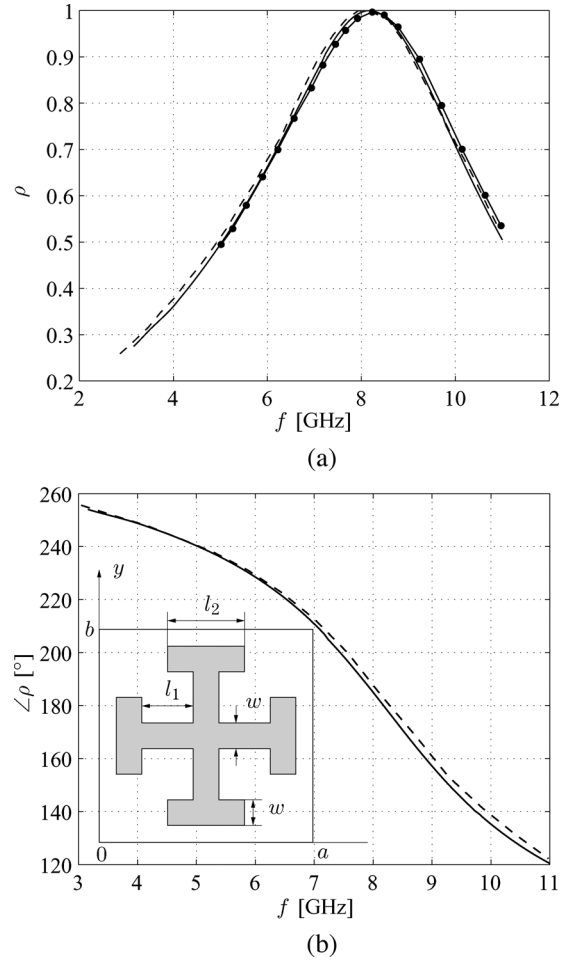 1
0.9
0.8
0.7
0.6
0.5
0.4
0.3
0.2
ρ
2 4 6 8 10 12
f [GHz]
(a)
260
240
220
200
180
160
140
120
∠ρ [°]
y
b
l₂
l₁
w
w
0
a
3 4 5 6 7 8 9 10 11
f [GHz]
(b)